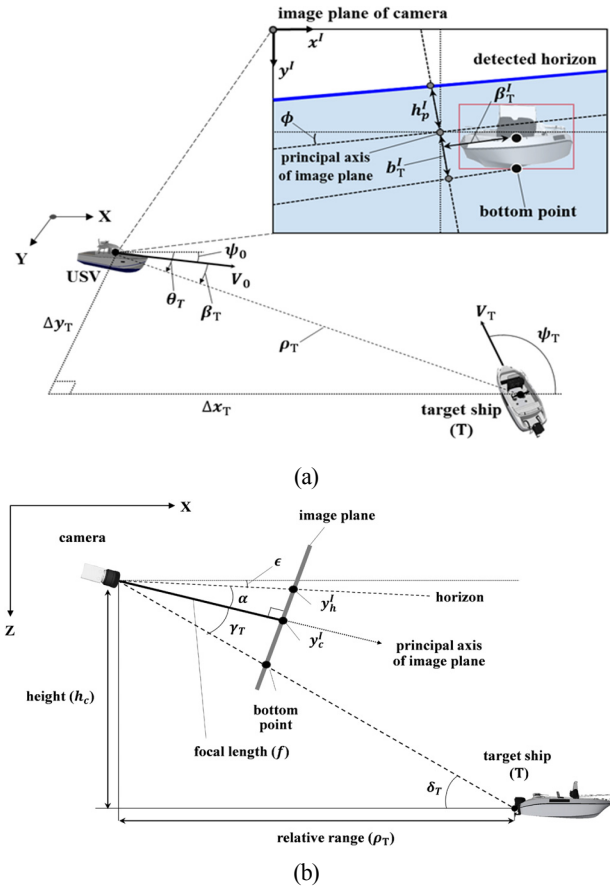 image plane of camera
x^I
y^I
detected horizon
β_T^I
h_p^I
ϕ
principal axis
of image plane
b_T^I
bottom point
X
Y
USV
ψ_0
V_0
θ_T
β_T
Δy_T
ρ_T
V_T
ψ_T
Δx_T
target ship
(T)
(a)
X
image plane
camera
ϵ
α
y_h^I
horizon
Z
γ_T
y_c^I
principal axis
of image plane
height (h_c)
bottom
point
focal length (f)
target ship
(T)
δ_T
relative range (ρ_T)
(b)